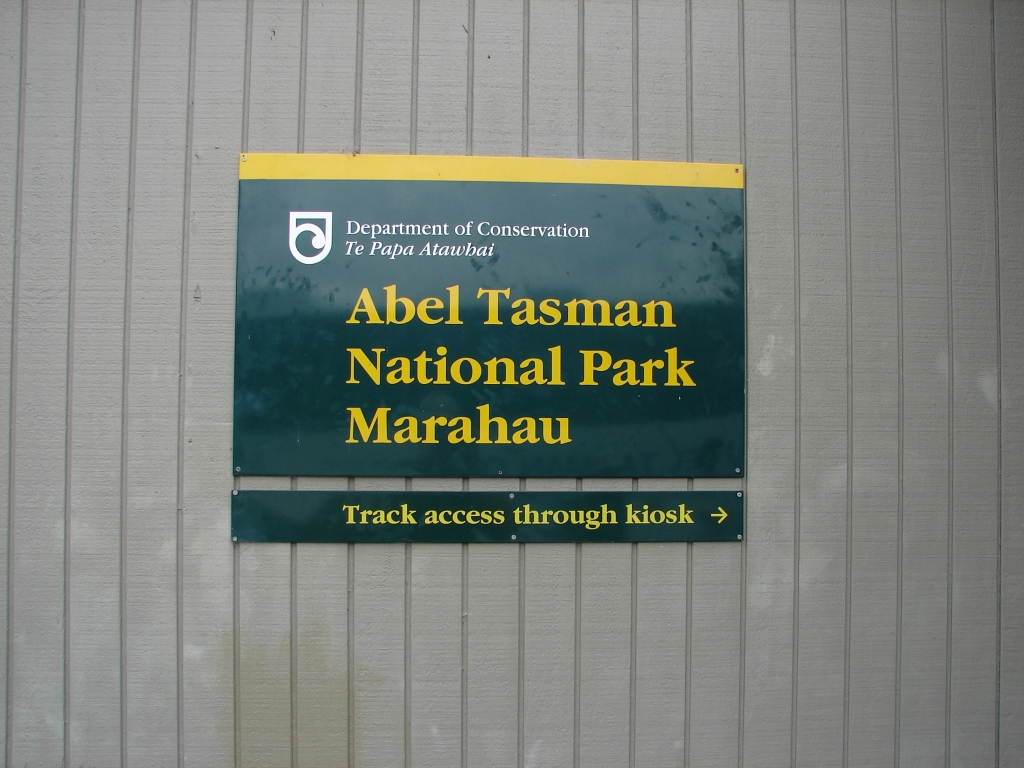 Department of Conservation
Te Papa Atawhai
Abel Tasman
National Park
Marahau
Track access through kiosk →